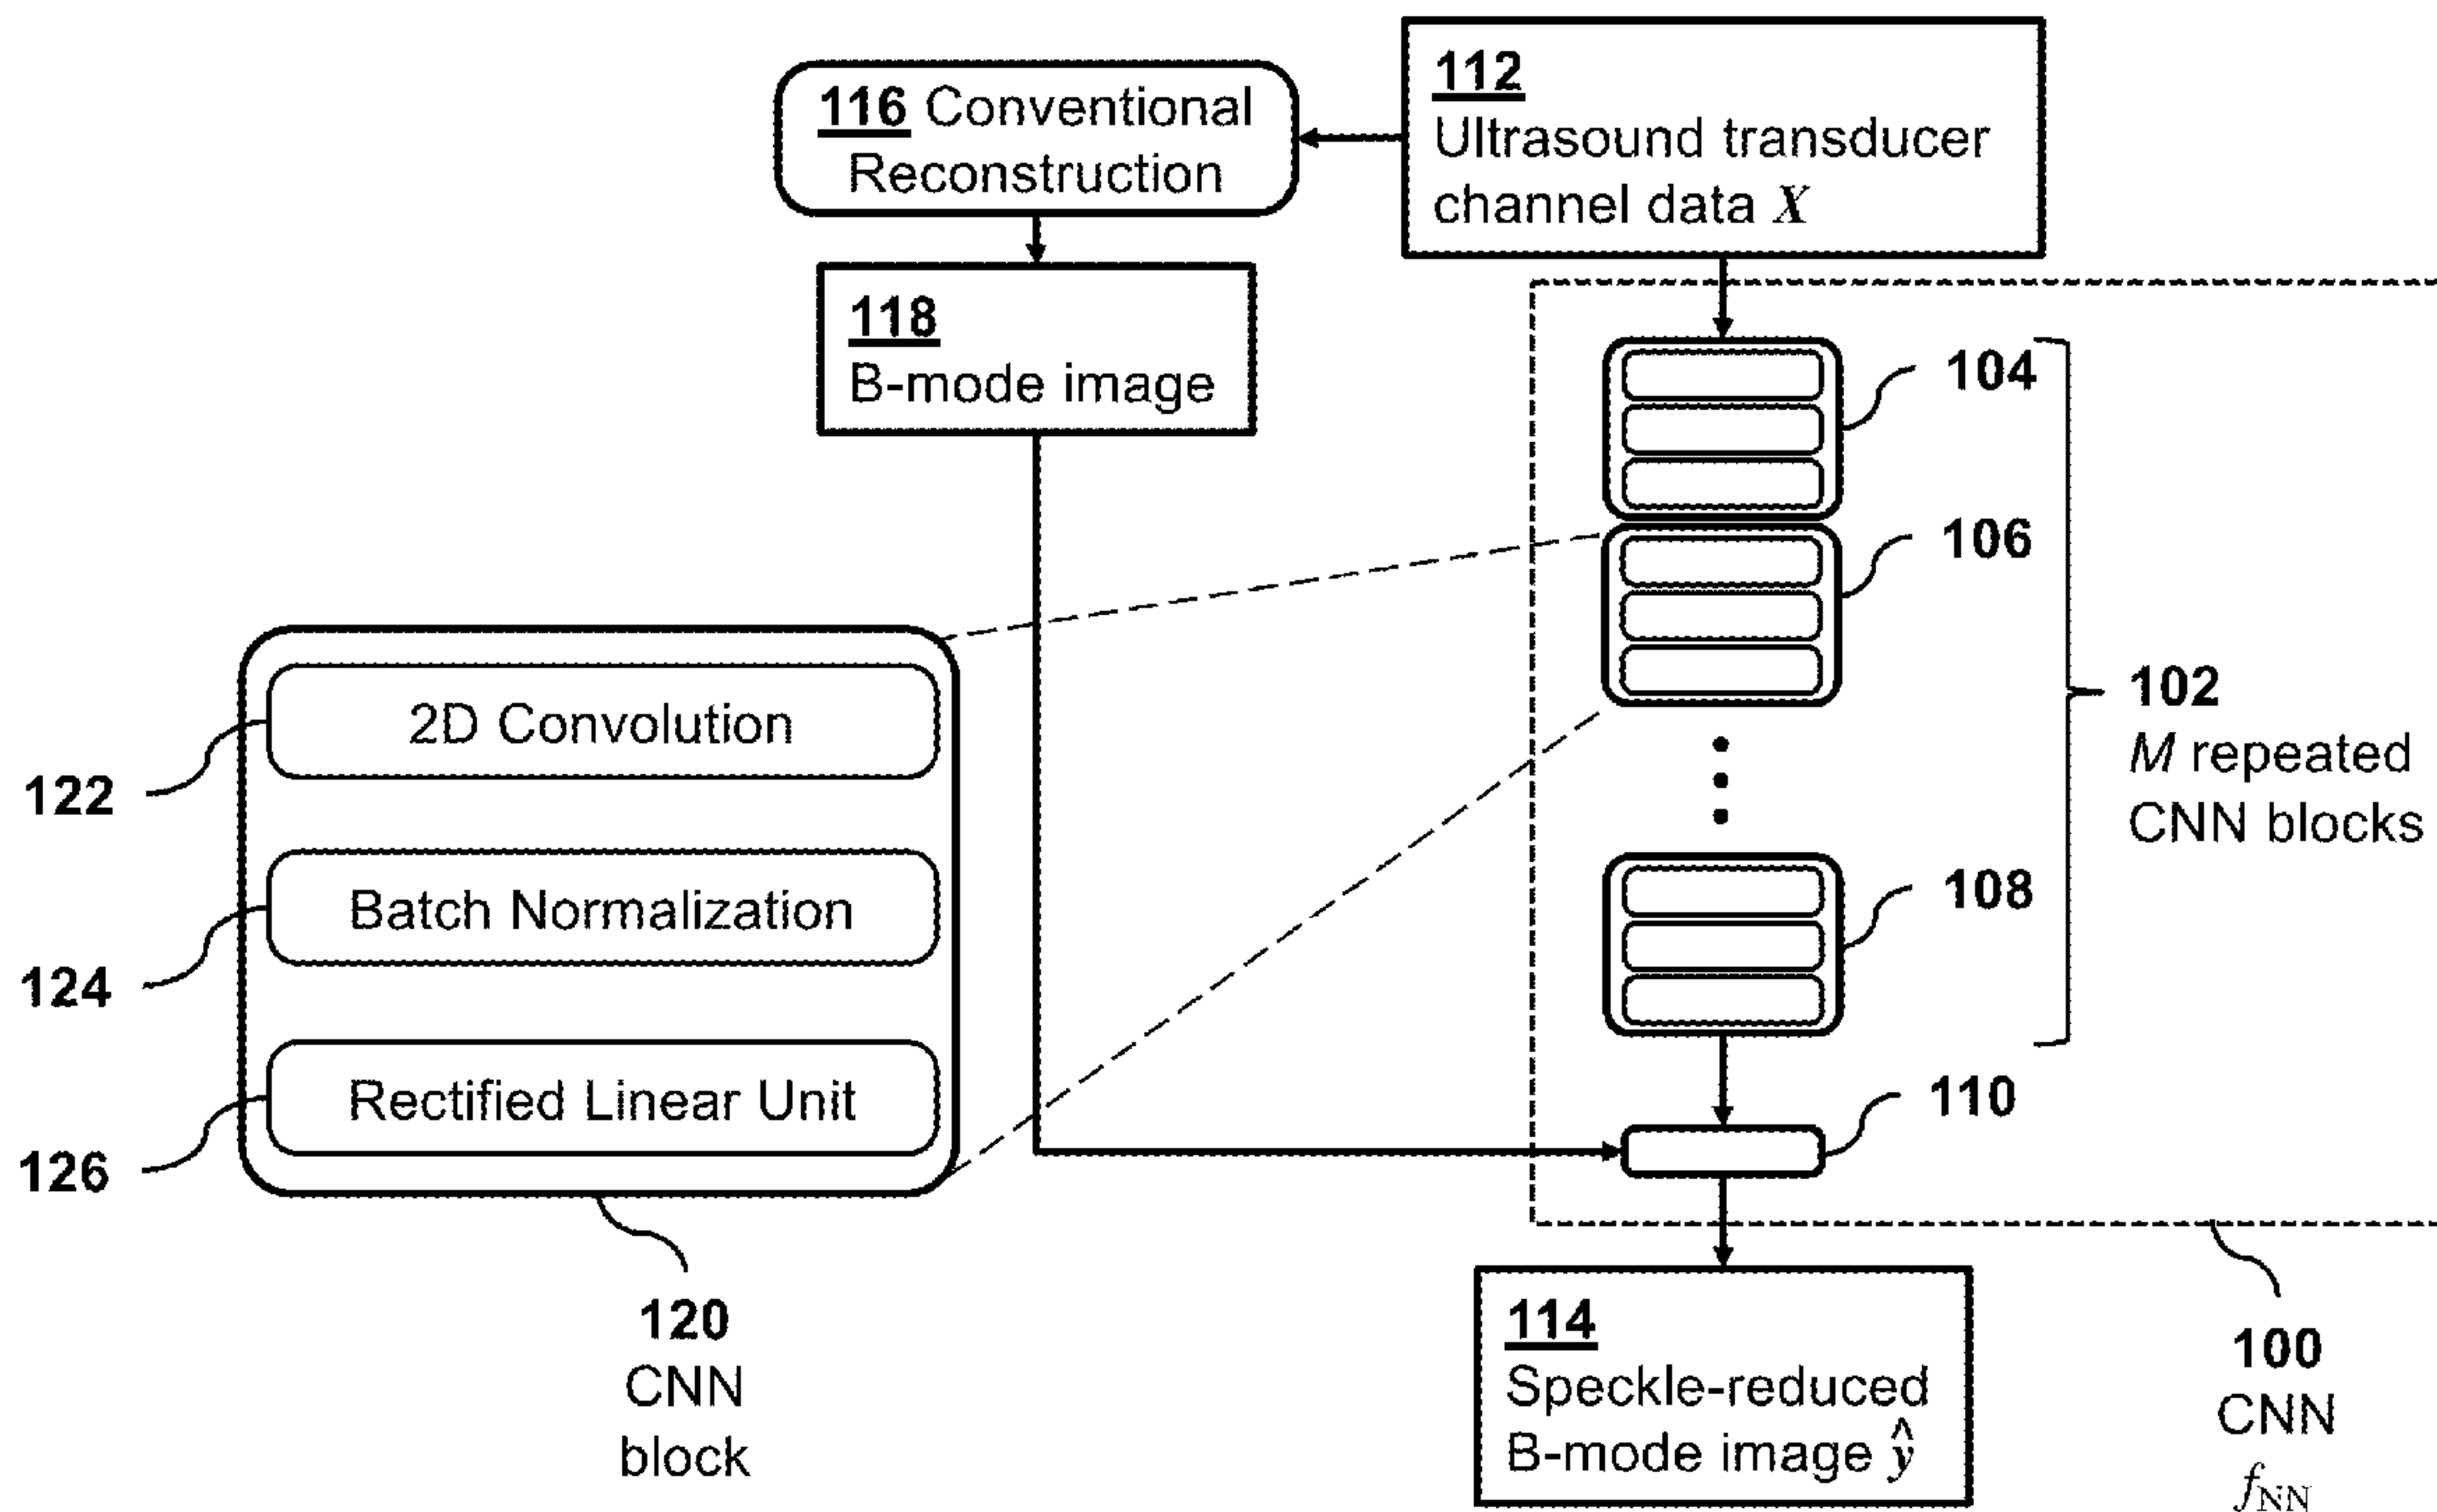 112
Ultrasound transducer
channel data X
116 Conventional
Reconstruction
118
B-mode image
104
106
102
M repeated
CNN blocks
108
110
2D Convolution
122
Batch Normalization
124
Rectified Linear Unit
126
120
CNN
block
114
Speckle-reduced
B-mode image ŷ
100
CNN
f_NN